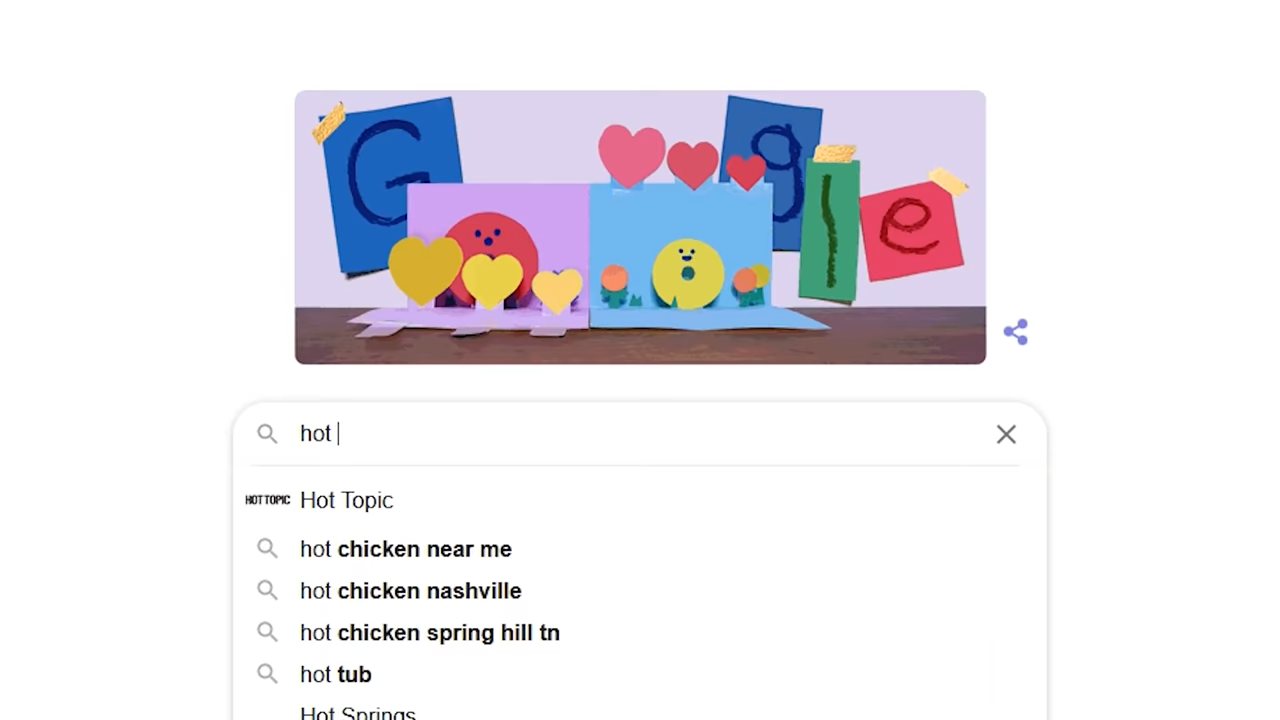 G gle
hot
HOT TOPIC Hot Topic
hot chicken near me
hot chicken nashville
hot chicken spring hill tn
hot tub
Hot Springs